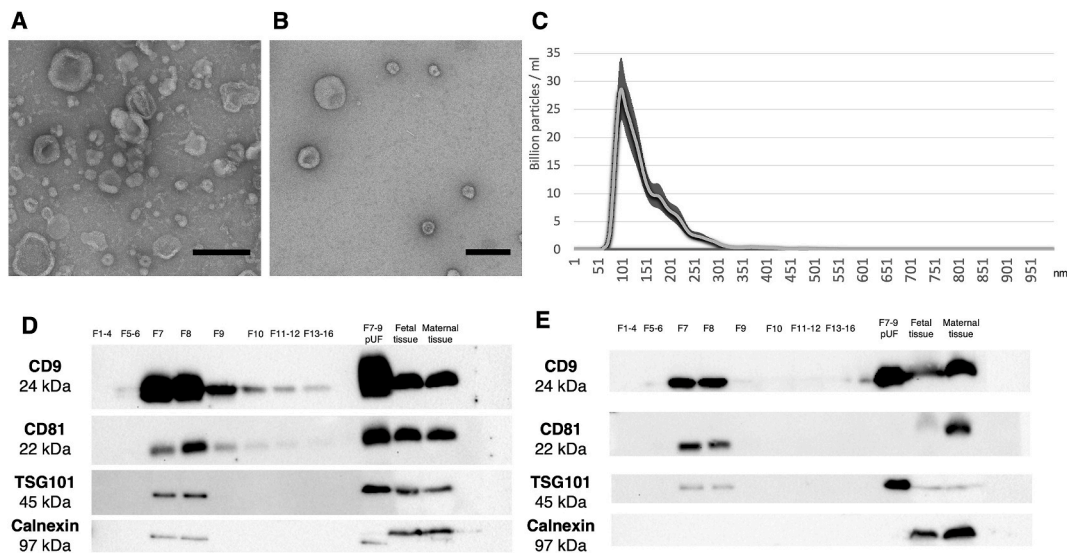 A
B
C
Billion particles / ml
35
30
25
20
15
10
5
0
1
51
101
151
201
251
301
351
401
451
501
551
601
651
701
751
801
851
901
951
nm
D
F1-4 F5-6 F7 F8 F9 F10 F11-12 F13-16 F7-9 pUF Fetal tissue Maternal tissue
CD9
24 kDa
CD81
22 kDa
TSG101
45 kDa
Calnexin
97 kDa
E
F1-4 F5-6 F7 F8 F9 F10 F11-12 F13-16 F7-9 pUF Fetal tissue Maternal tissue
CD9
24 kDa
CD81
22 kDa
TSG101
45 kDa
Calnexin
97 kDa